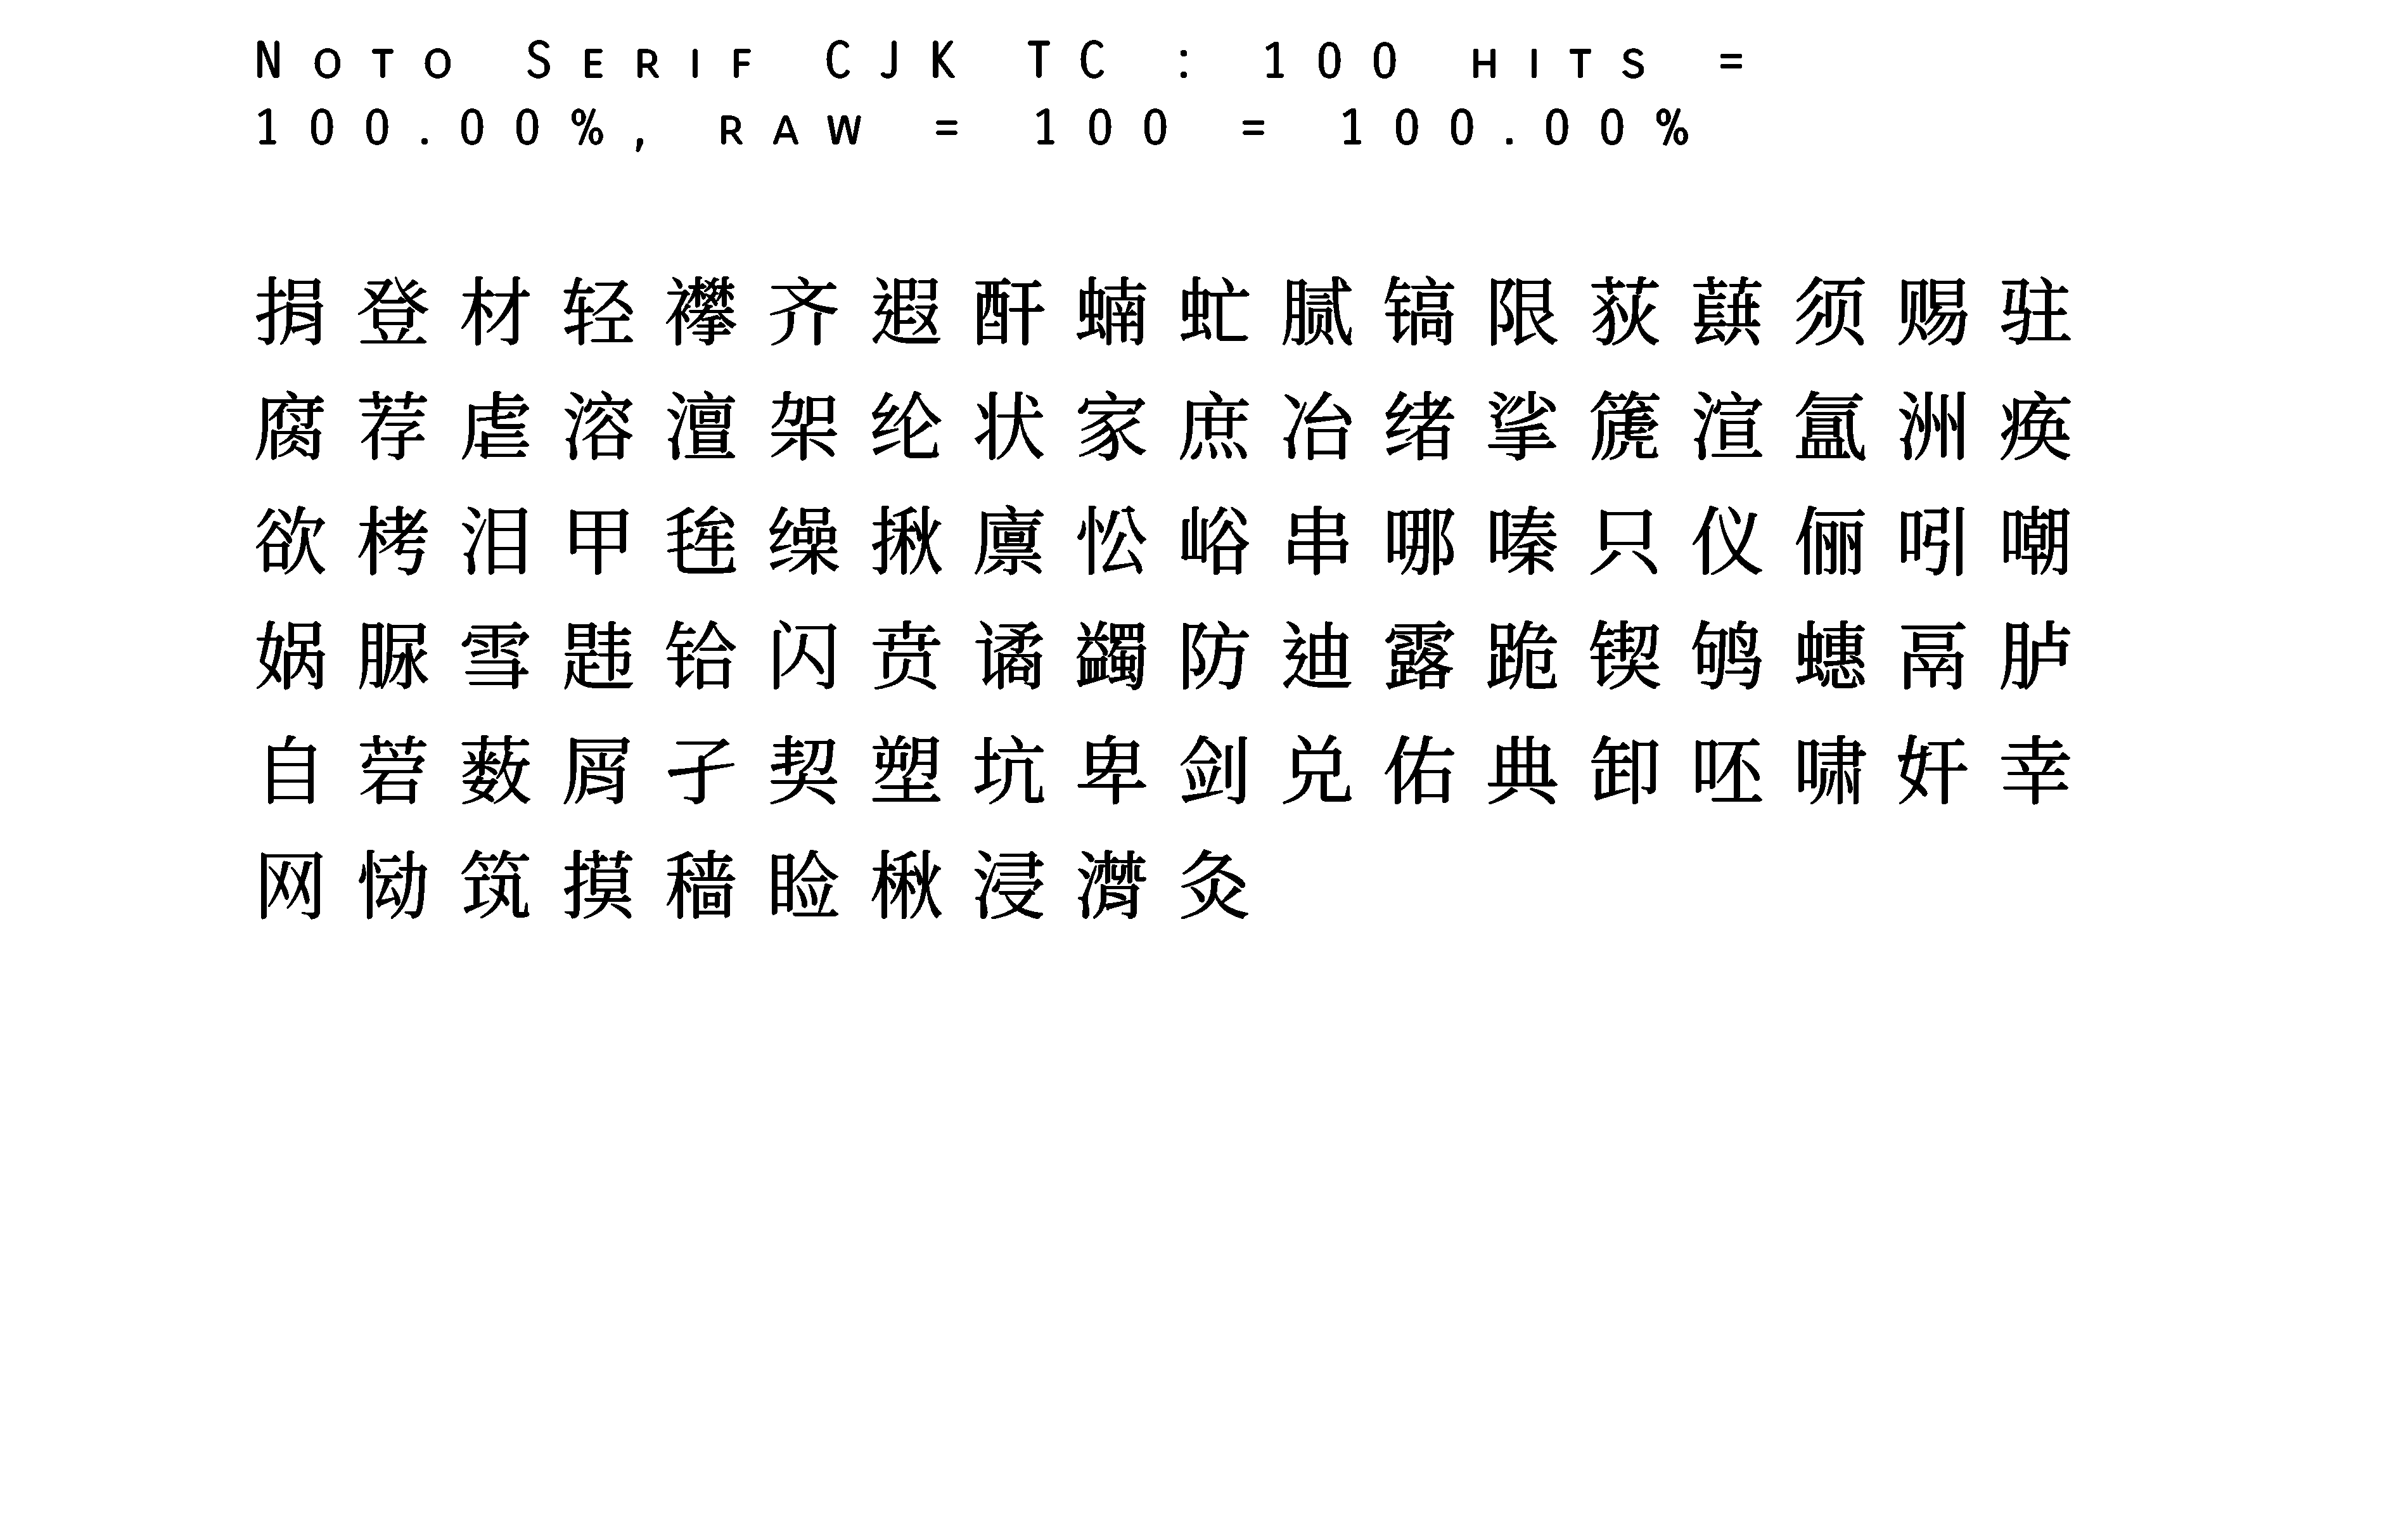 Noto Serif CJK TC : 100 hits =
100.00%, raw = 100 = 100.00%
捐登材轻襻齐遐酐蝻虻腻镐限荻蕻须赐驻
腐荐虐溶澶架纶状家庶冶绪挲篪渲氲洲痪
欲栲泪甲毪缲揪廪忪峪串哪嗪只仪俪吲嘲
娲脲雪韪铪闪贲谲蠲防迪露跪锲鸲蟪鬲胪
自菪薮屑孑契塑坑卑剑兑佑典卸呸啸奸幸
网恸筑摸穑睑楸浸潸灸